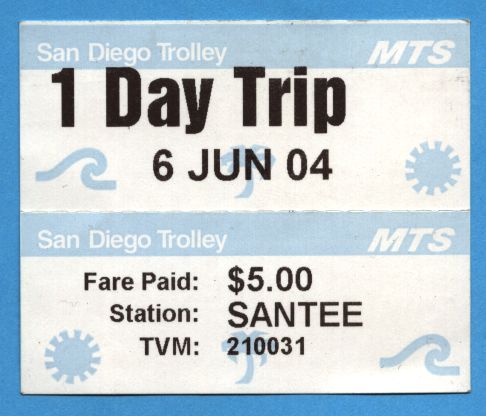 San Diego Trolley MTS
1 Day Trip
6 JUN 04
San Diego Trolley MTS
Fare Paid: $5.00
Station: SANTEE
TVM: 210031